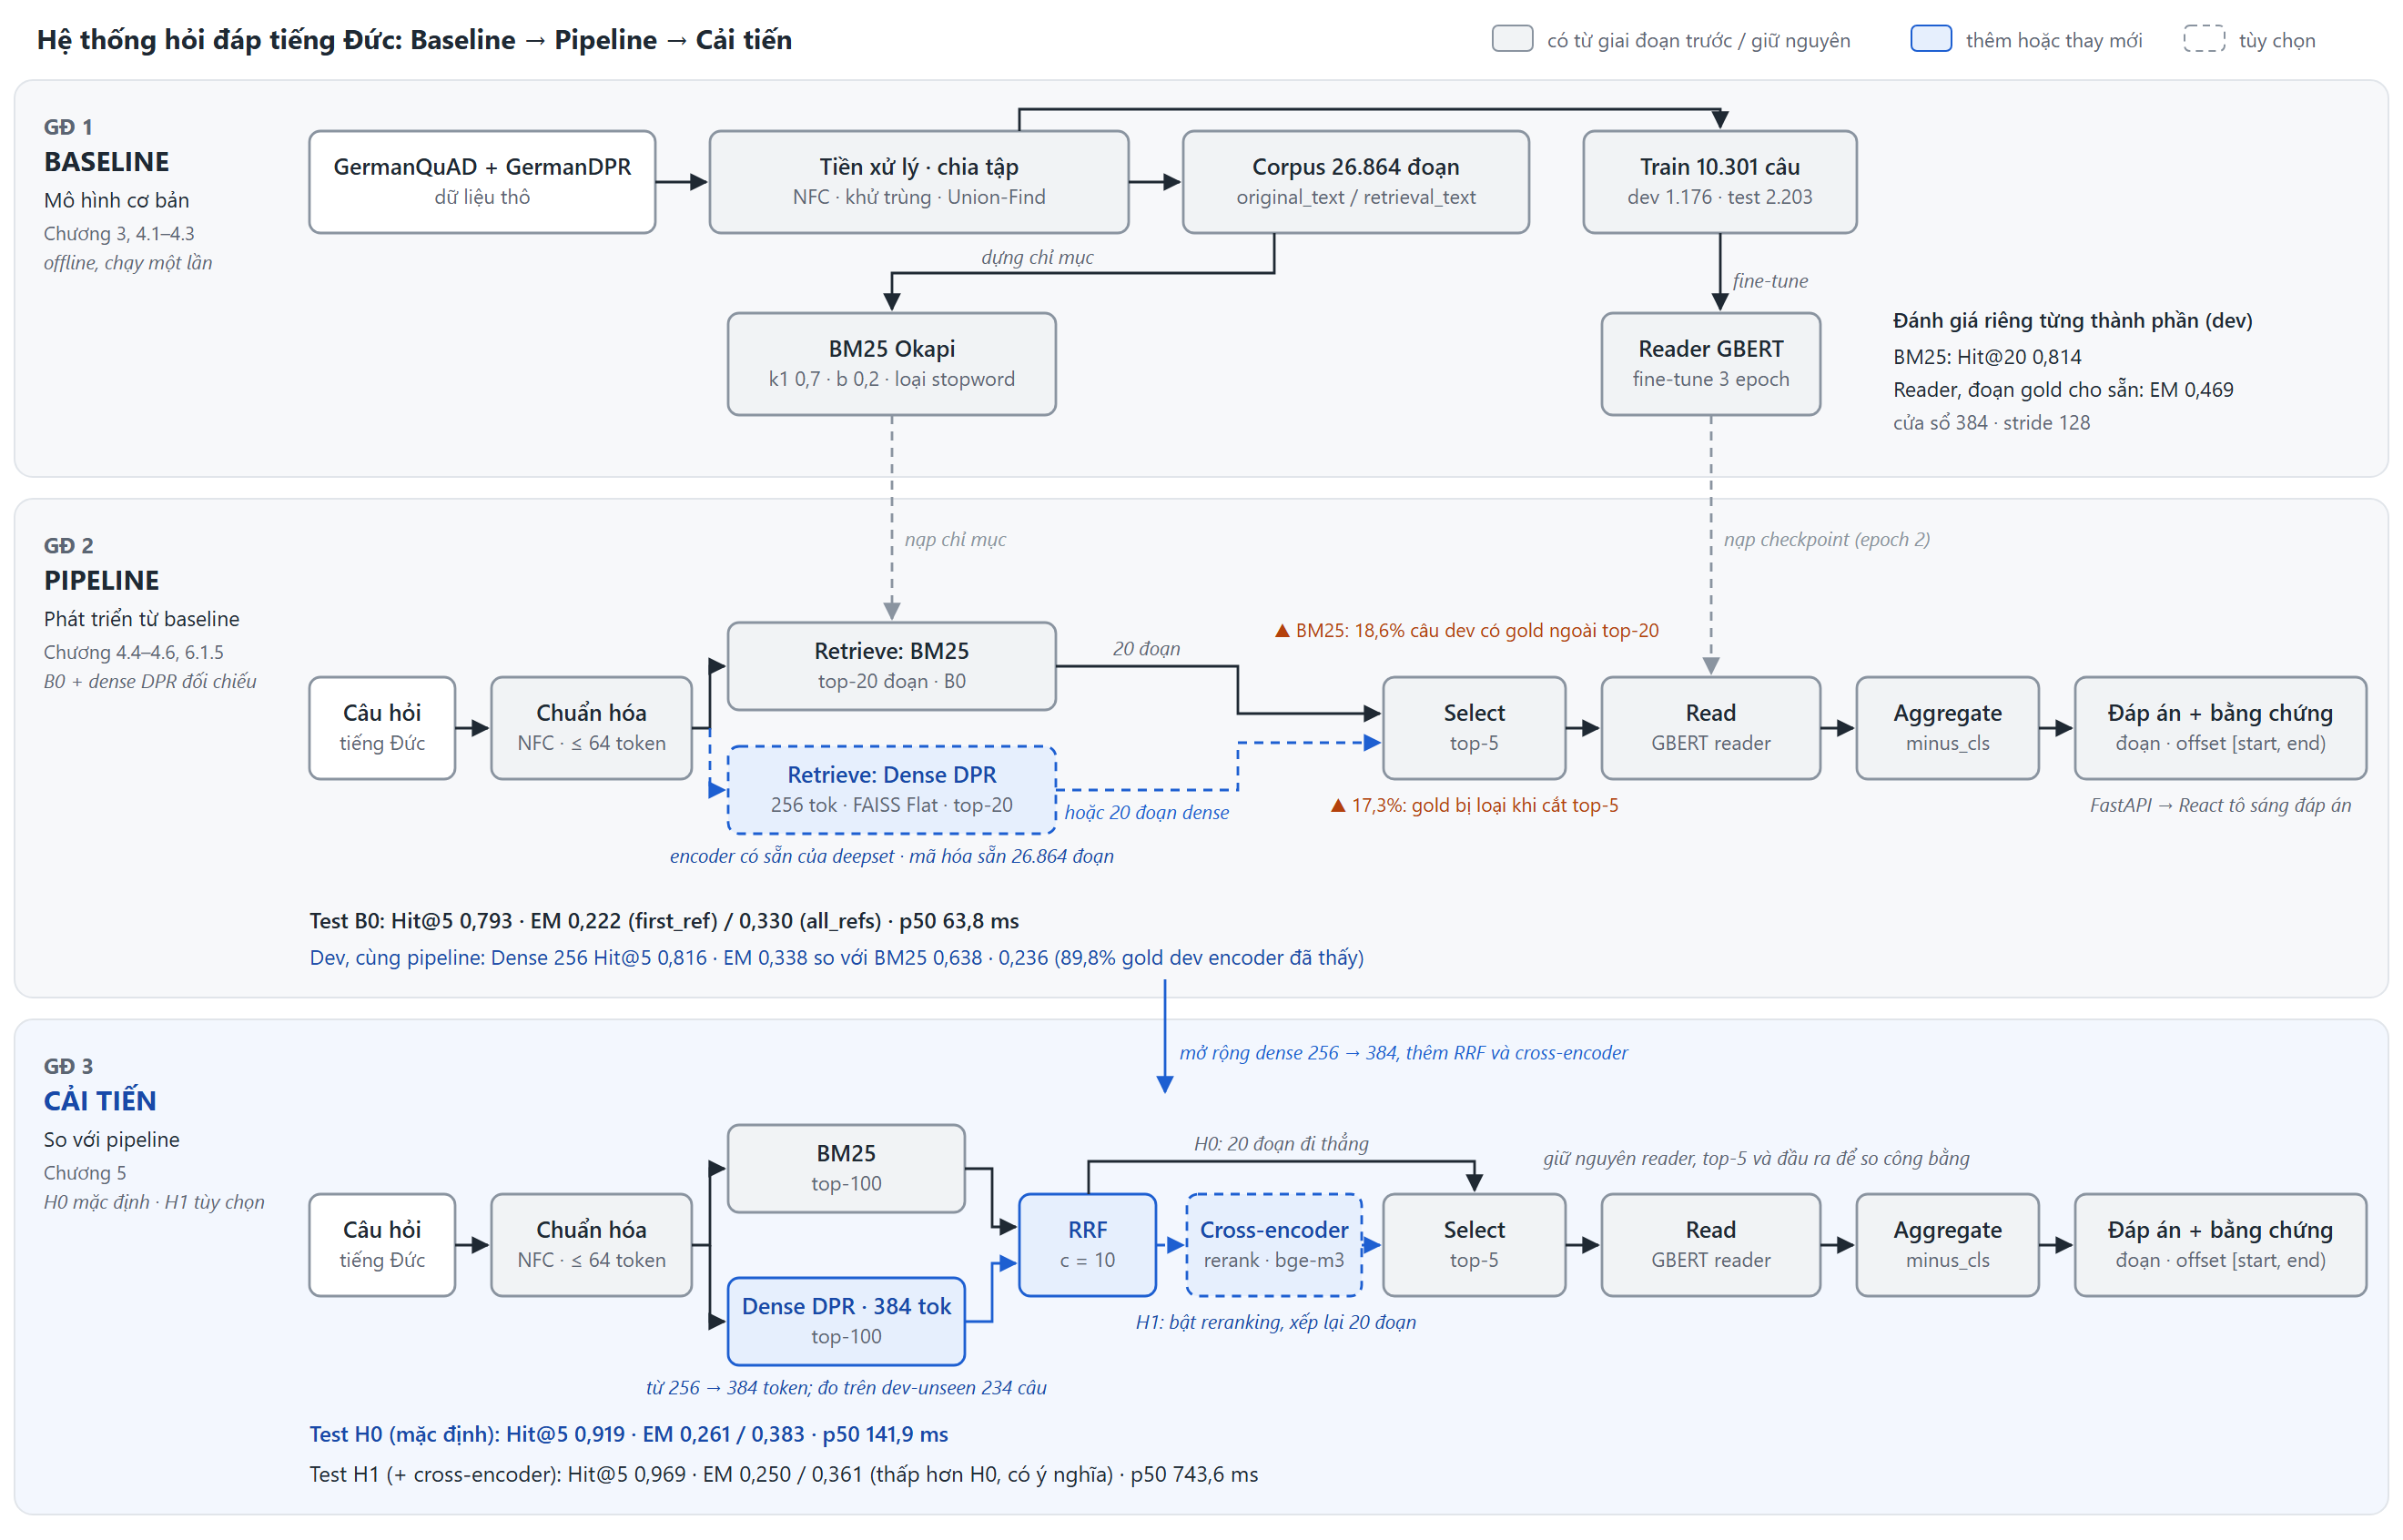 Hệ thống hỏi đáp tiếng Đức: Baseline → Pipeline → Cải tiến
có từ giai đoạn trước / giữ nguyên
thêm hoặc thay mới
tùy chọn
GĐ 1
BASELINE
Mô hình cơ bản
Chương 3, 4.1–4.3
offline, chạy một lần
GermanQuAD + GermanDPR
dữ liệu thô
Tiền xử lý · chia tập
NFC · khử trùng · Union-Find
Corpus 26.864 đoạn
original_text / retrieval_text
Train 10.301 câu
dev 1.176 · test 2.203
dựng chỉ mục
fine-tune
BM25 Okapi
k1 0,7 · b 0,2 · loại stopword
Reader GBERT
fine-tune 3 epoch
Đánh giá riêng từng thành phần (dev)
BM25: Hit@20 0,814
Reader, đoạn gold cho sẵn: EM 0,469
cửa sổ 384 · stride 128
GĐ 2
PIPELINE
Phát triển từ baseline
Chương 4.4–4.6, 6.1.5
B0 + dense DPR đối chiếu
nạp chỉ mục
nạp checkpoint (epoch 2)
Câu hỏi
tiếng Đức
Chuẩn hóa
NFC · ≤ 64 token
Retrieve: BM25
top-20 đoạn · B0
20 đoạn
▲ BM25: 18,6% câu dev có gold ngoài top-20
Retrieve: Dense DPR
256 tok · FAISS Flat · top-20
hoặc 20 đoạn dense
encoder có sẵn của deepset · mã hóa sẵn 26.864 đoạn
Select
top-5
▲ 17,3%: gold bị loại khi cắt top-5
Read
GBERT reader
Aggregate
minus_cls
Đáp án + bằng chứng
đoạn · offset [start, end)
FastAPI → React tô sáng đáp án
Test B0: Hit@5 0,793 · EM 0,222 (first_ref) / 0,330 (all_refs) · p50 63,8 ms
Dev, cùng pipeline: Dense 256 Hit@5 0,816 · EM 0,338 so với BM25 0,638 · 0,236 (89,8% gold dev encoder đã thấy)
mở rộng dense 256 → 384, thêm RRF và cross-encoder
GĐ 3
CẢI TIẾN
So với pipeline
Chương 5
H0 mặc định · H1 tùy chọn
Câu hỏi
tiếng Đức
Chuẩn hóa
NFC · ≤ 64 token
BM25
top-100
Dense DPR · 384 tok
top-100
từ 256 → 384 token; đo trên dev-unseen 234 câu
H0: 20 đoạn đi thẳng
RRF
c = 10
Cross-encoder
rerank · bge-m3
H1: bật reranking, xếp lại 20 đoạn
giữ nguyên reader, top-5 và đầu ra để so công bằng
Select
top-5
Read
GBERT reader
Aggregate
minus_cls
Đáp án + bằng chứng
đoạn · offset [start, end)
Test H0 (mặc định): Hit@5 0,919 · EM 0,261 / 0,383 · p50 141,9 ms
Test H1 (+ cross-encoder): Hit@5 0,969 · EM 0,250 / 0,361 (thấp hơn H0, có ý nghĩa) · p50 743,6 ms